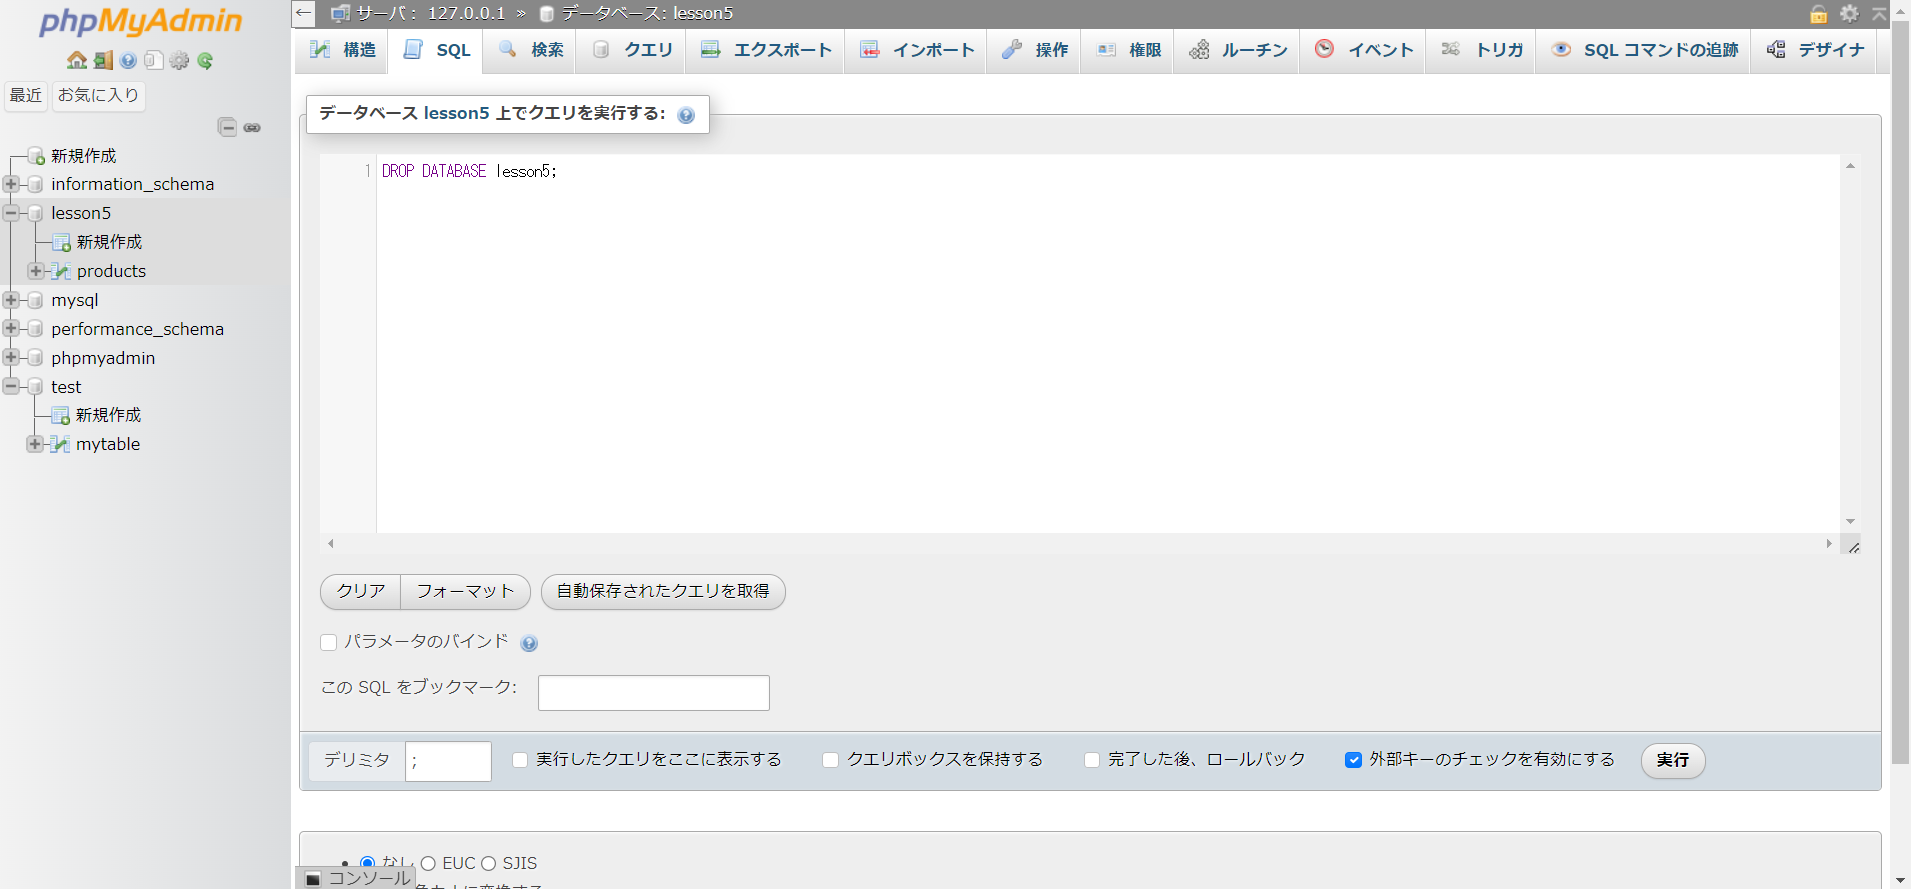 phpMyAdmin
最近 お気に入り
新規作成
information_schema
lesson5
新規作成
products
mysql
performance_schema
phpmyadmin
test
新規作成
mytable
← サーバ: 127.0.0.1 » データベース: lesson5
構造 SQL 検索 クエリ エクスポート インポート 操作 権限 ルーチン イベント トリガ SQL コマンドの追跡 デザイナ
データベース lesson5 上でクエリを実行する:
1 DROP DATABASE lesson5;
クリア フォーマット 自動保存されたクエリを取得
パラメータのバインド
この SQL をブックマーク:
デリミタ ; 実行したクエリをここに表示する クエリボックスを保持する 完了した後、ロールバック 外部キーのチェックを有効にする 実行
なし EUC SJIS
コンソール